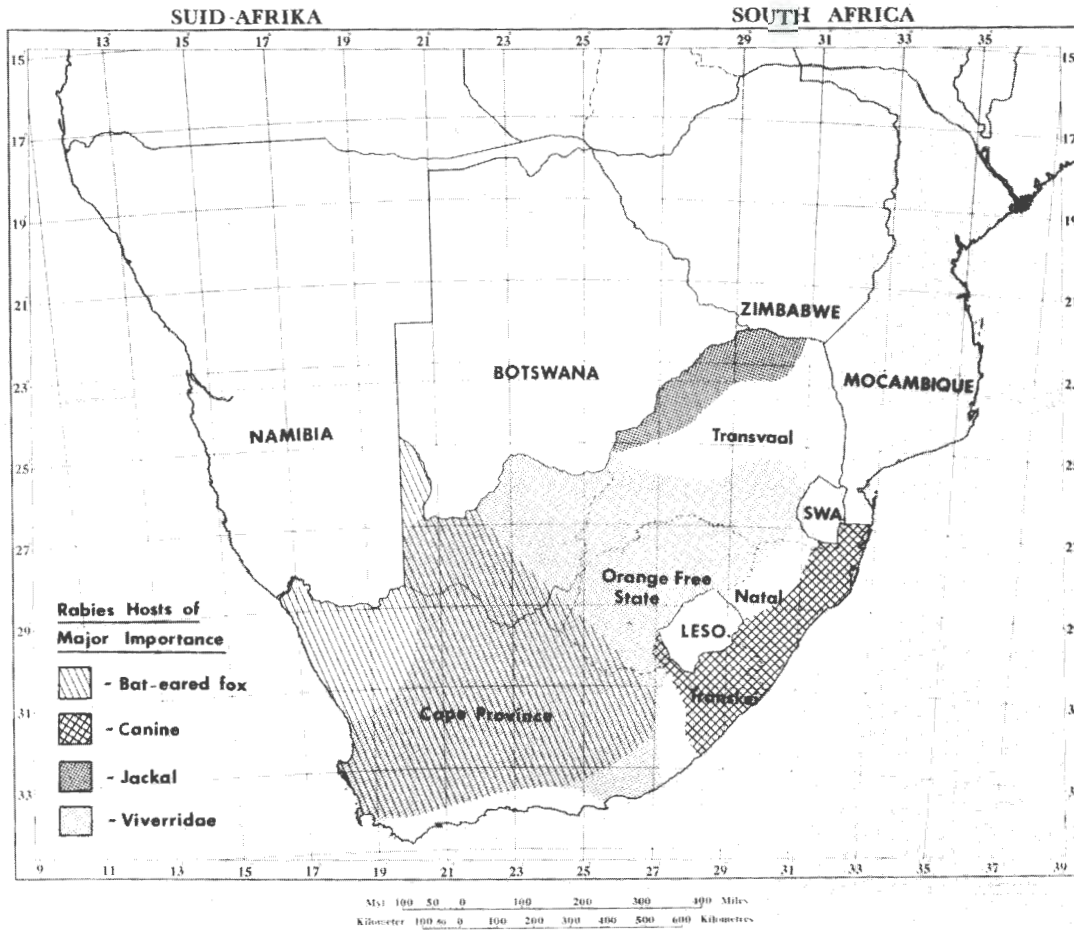 SUID-AFRIKA
SOUTH AFRICA
13 15 17 19 21 23 25 27 29 31 33 35
15
17
19
21
23
25
27
29
31
33
15
17
19
ZIMBABWE
BOTSWANA
MOCAMBIQUE
NAMIBIA
Transvaal
SWA.
Orange Free
State
Natal
LESO.
Transkei
Cape Province
Rabies Hosts of
Major Importance
- Bat-eared fox
- Canine
- Jackal
- Viverridae
9 11 13 15 17 19 21 23 25 27 29 31 33 35 37 39
Myl 100 50 0 100 200 300 400 Miles
Kilometer 100 50 0 100 200 300 400 500 600 Kilometres